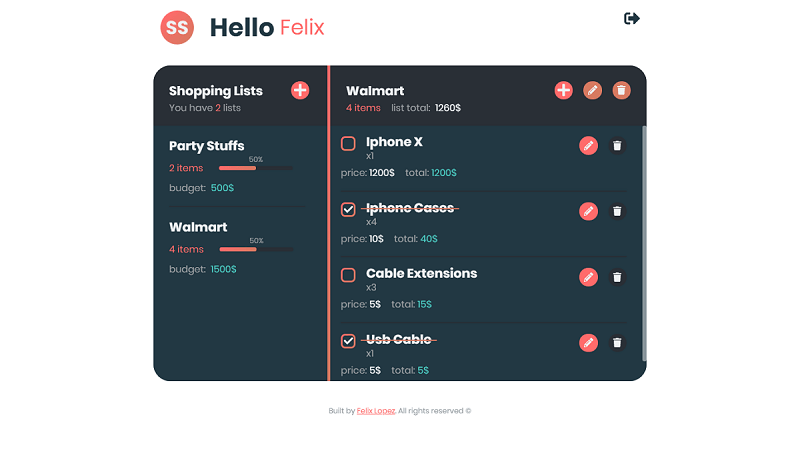 SS Hello Felix
Shopping Lists
You have 2 lists
Party Stuffs
50%
2 items
budget: 500$
Walmart
50%
4 items
budget: 1500$
Walmart
4 items list total: 1260$
Iphone X
x1
price: 1200$ total: 1200$
Iphone Cases
x4
price: 10$ total: 40$
Cable Extensions
x3
price: 5$ total: 15$
Usb Cable
x1
price: 5$ total: 5$
Built by Felix Lopez. All rights reserved ©